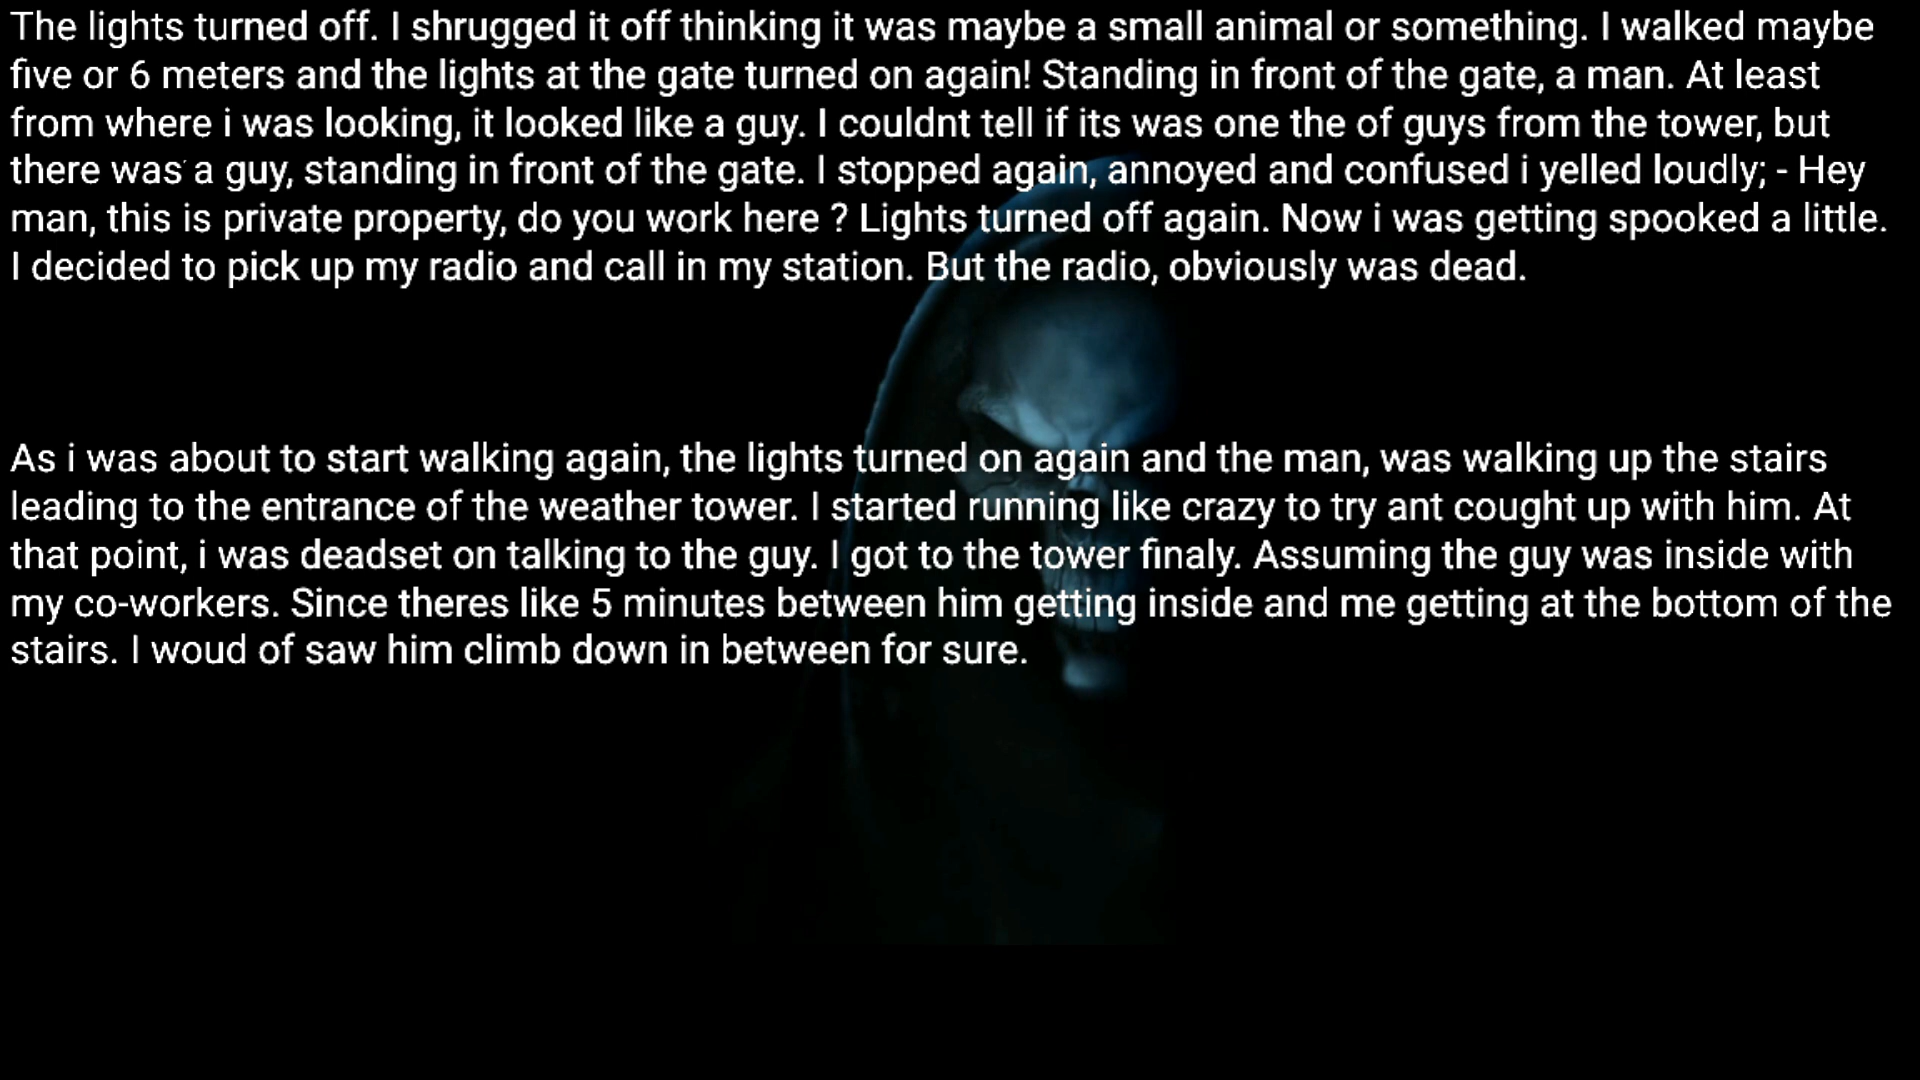 The lights turned off. I shrugged it off thinking it was maybe a small animal or something. I walked maybe
five or 6 meters and the lights at the gate turned on again! Standing in front of the gate, a man. At least
from where i was looking, it looked like a guy. I couldnt tell if its was one the of guys from the tower, but
there was a guy, standing in front of the gate. I stopped again, annoyed and confused i yelled loudly; - Hey
man, this is private property, do you work here ? Lights turned off again. Now i was getting spooked a little.
I decided to pick up my radio and call in my station. But the radio, obviously was dead.
As i was about to start walking again, the lights turned on again and the man, was walking up the stairs
leading to the entrance of the weather tower. I started running like crazy to try ant cought up with him. At
that point, i was deadset on talking to the guy. I got to the tower finaly. Assuming the guy was inside with
my co-workers. Since theres like 5 minutes between him getting inside and me getting at the bottom of the
stairs. I woud of saw him climb down in between for sure.